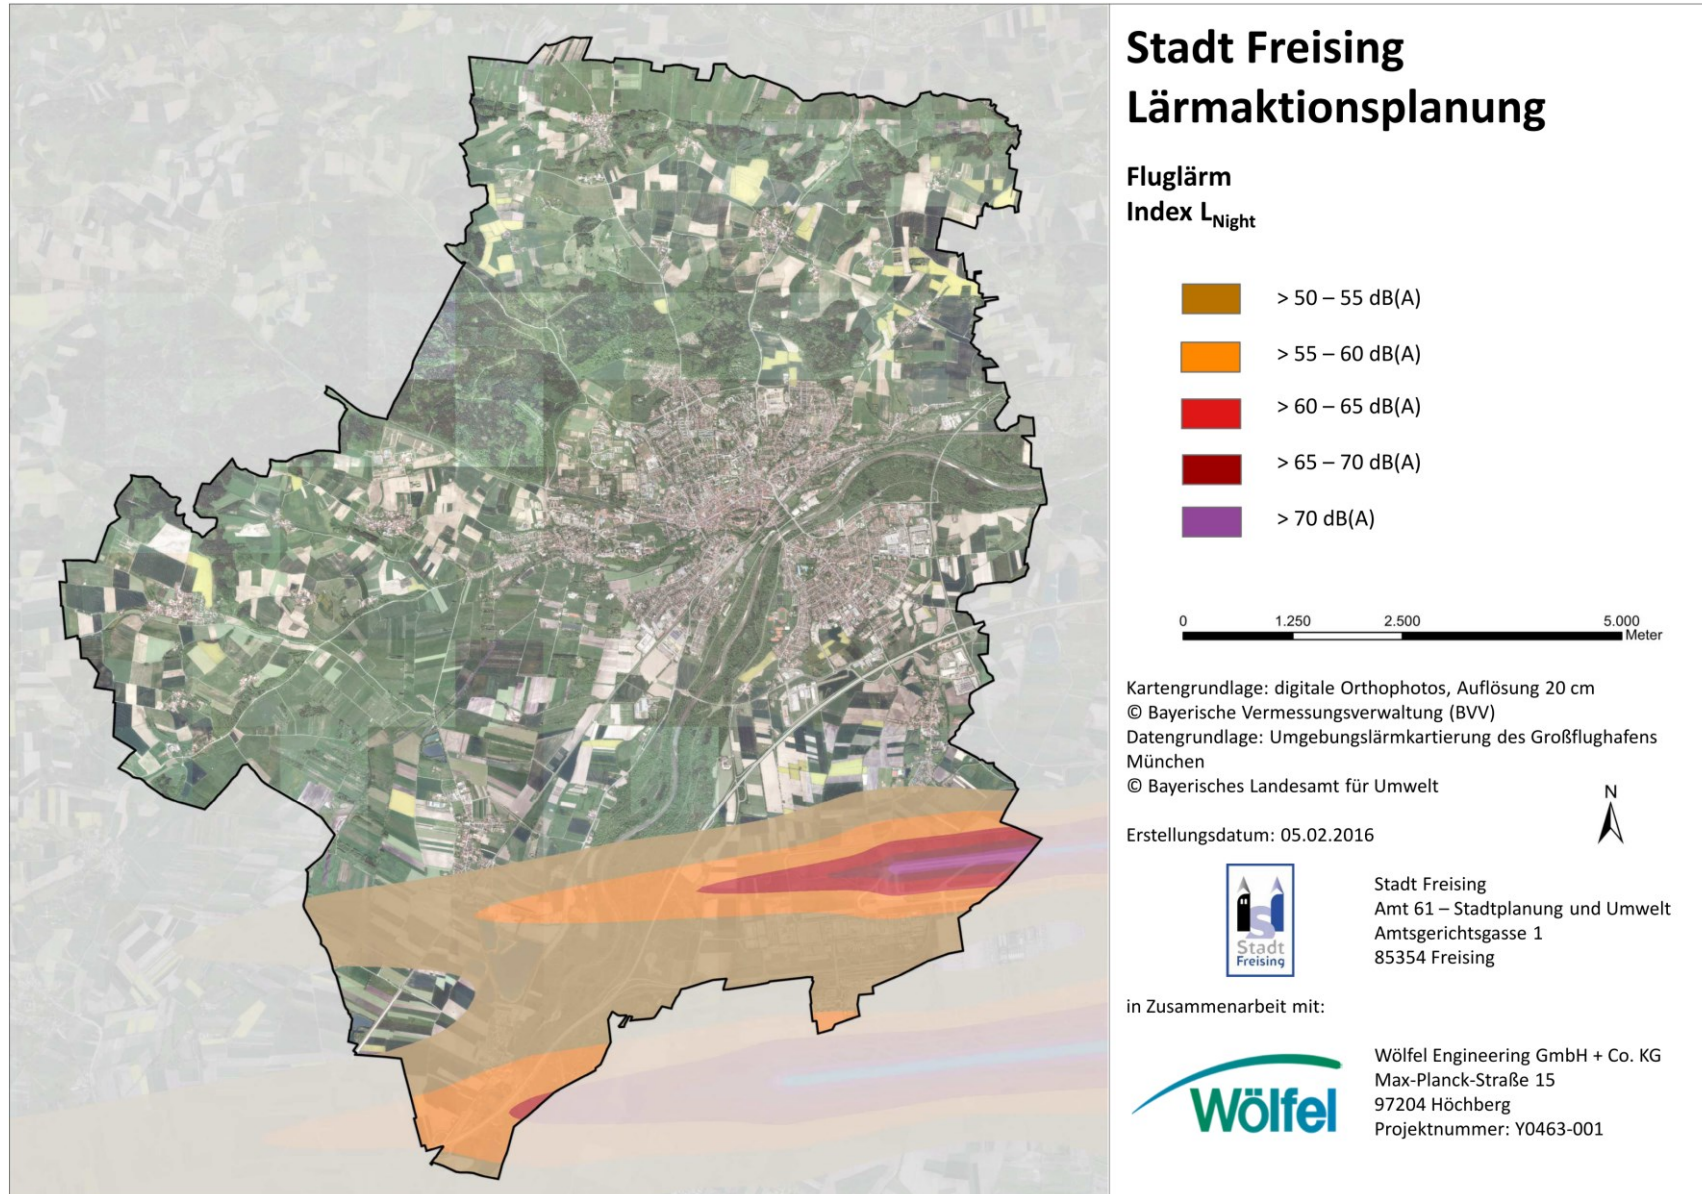 Stadt Freising
Lärmaktionsplanung
Fluglärm
Index L_Night
> 50 – 55 dB(A)
> 55 – 60 dB(A)
> 60 – 65 dB(A)
> 65 – 70 dB(A)
> 70 dB(A)
0 1.250 2.500 5.000
Meter
Kartengrundlage: digitale Orthophotos, Auflösung 20 cm
© Bayerische Vermessungsverwaltung (BVV)
Datengrundlage: Umgebungslärmkartierung des Großflughafens
München
© Bayerisches Landesamt für Umwelt
N
Erstellungsdatum: 05.02.2016
Stadt
Freising
Stadt Freising
Amt 61 – Stadtplanung und Umwelt
Amtsgerichtsgasse 1
85354 Freising
in Zusammenarbeit mit:
Wölfel
Wölfel Engineering GmbH + Co. KG
Max-Planck-Straße 15
97204 Höchberg
Projektnummer: Y0463-001